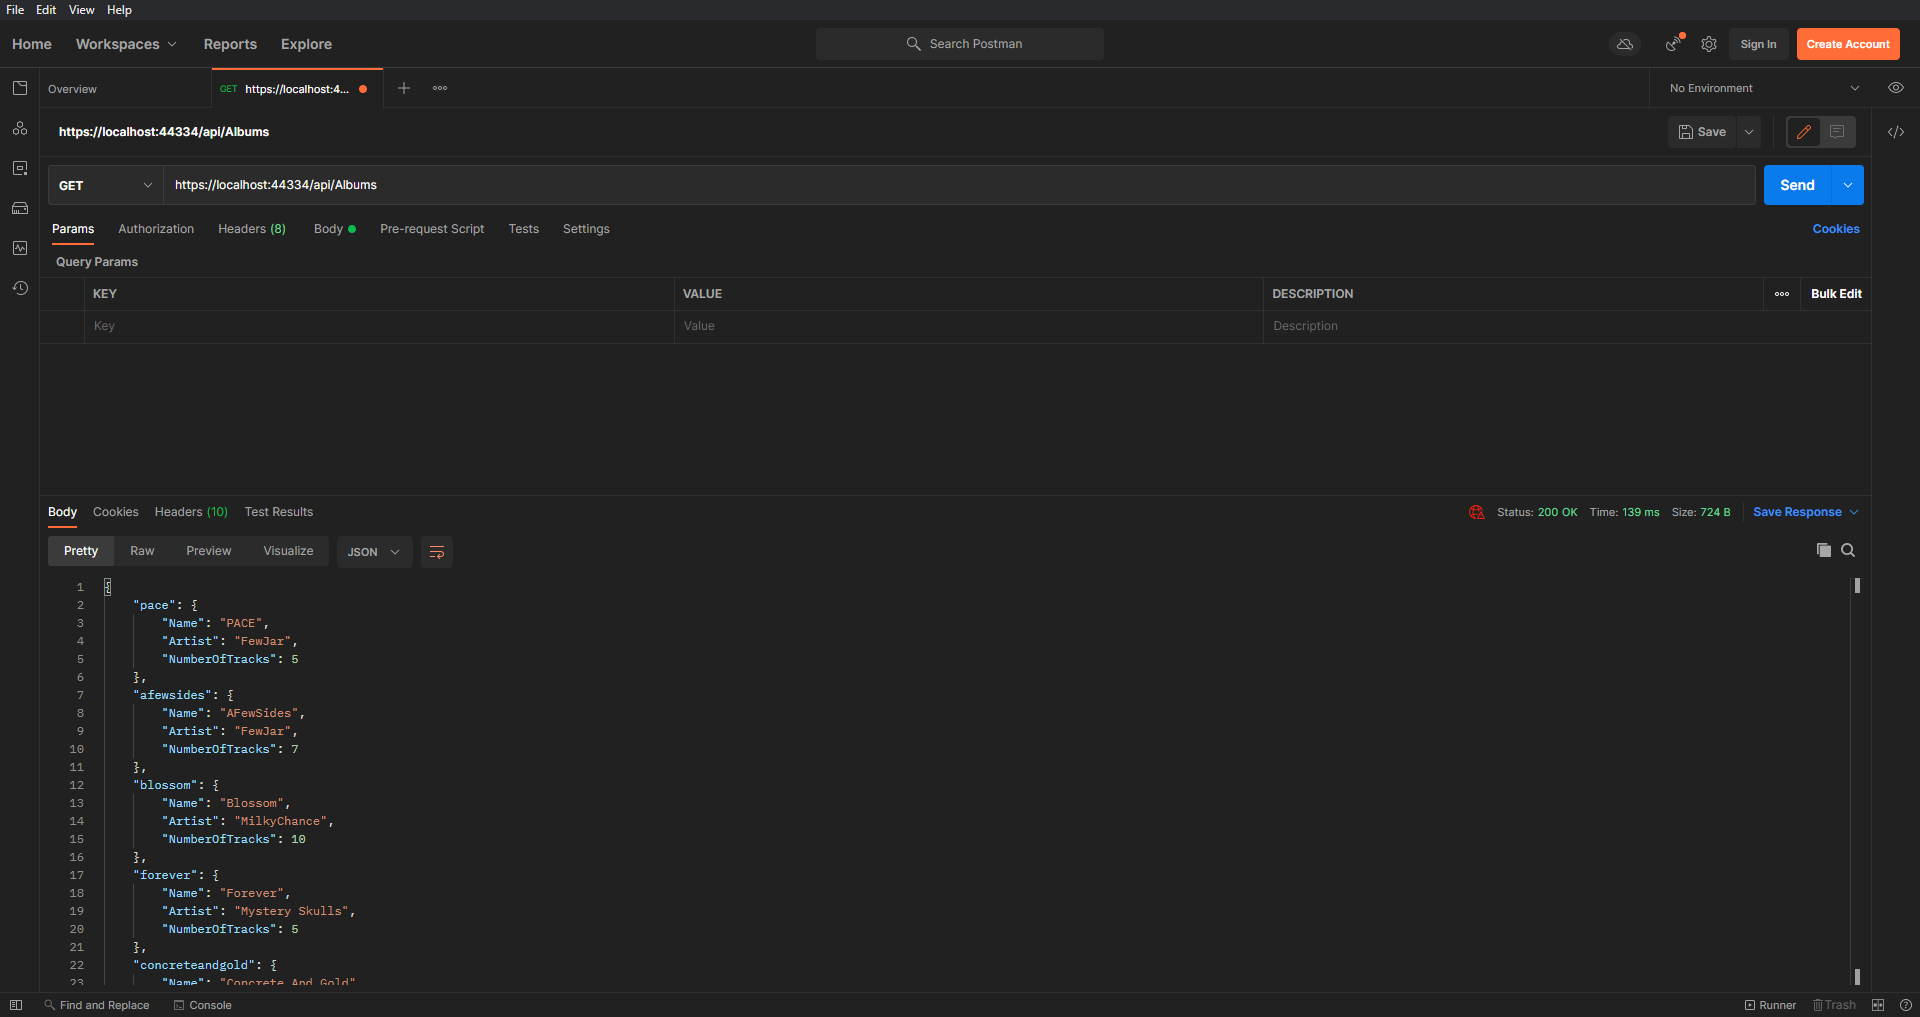 File Edit View Help
Home Workspaces Reports Explore Search Postman Sign In Create Account
Overview GET https://localhost:4... No Environment
https://localhost:44334/api/Albums Save
GET https://localhost:44334/api/Albums Send
Params Authorization Headers (8) Body Pre-request Script Tests Settings Cookies
Query Params
KEY VALUE DESCRIPTION Bulk Edit
Key Value Description
Body Cookies Headers (10) Test Results Status: 200 OK Time: 139 ms Size: 724 B Save Response
Pretty Raw Preview Visualize JSON
1 {
2 "pace": {
3 "Name": "PACE",
4 "Artist": "FewJar",
5 "NumberOfTracks": 5
6 },
7 "afewsides": {
8 "Name": "AFewSides",
9 "Artist": "FewJar",
10 "NumberOfTracks": 7
11 },
12 "blossom": {
13 "Name": "Blossom",
14 "Artist": "MilkyChance",
15 "NumberOfTracks": 10
16 },
17 "forever": {
18 "Name": "Forever",
19 "Artist": "Mystery Skulls",
20 "NumberOfTracks": 5
21 },
22 "concreteandgold": {
23 "Name": "Concrete And Gold"
Find and Replace Console Runner Trash